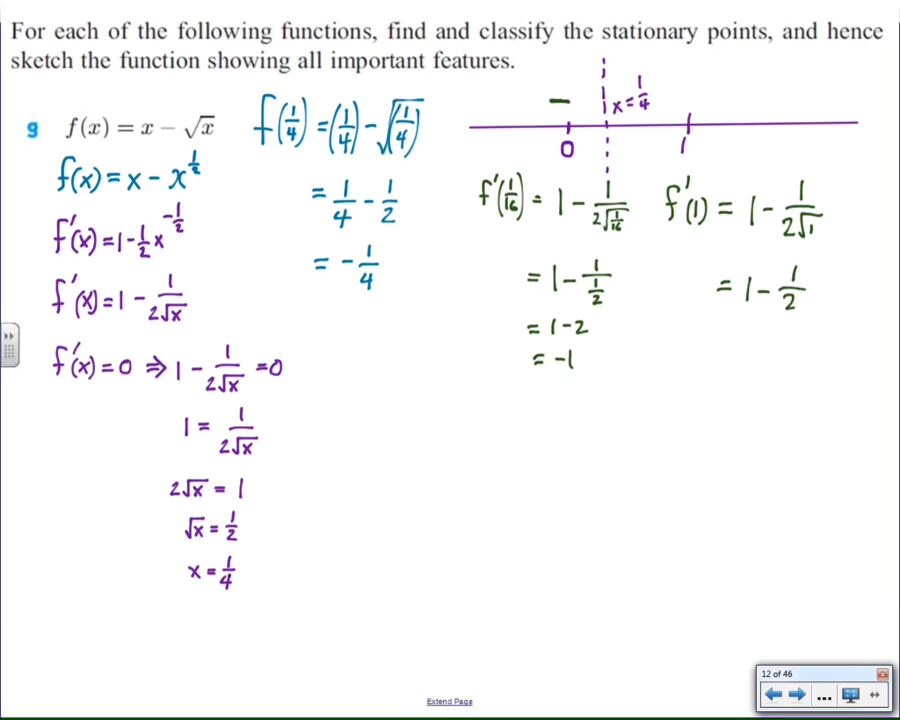 For each of the following functions, find and classify the stationary points, and hence
sketch the function showing all important features.
g f(x) = x − √x
f(x) = x − x^(1/2)
f'(x) = 1 − 1/2 x^(−1/2)
f'(x) = 1 − 1/(2√x)
f'(x) = 0 ⇒ 1 − 1/(2√x) = 0
1 = 1/(2√x)
2√x = 1
√x = 1/2
x = 1/4
f(1/4) = (1/4) − √(1/4)
= 1/4 − 1/2
= − 1/4
− x = 1/4
0 1
f'(1/16) = 1 − 1/(2√(1/16))
= 1 − 1/(1/2)
= 1 − 2
= −1
f'(1) = 1 − 1/(2√1)
= 1 − 1/2
12 of 46
Extend Page